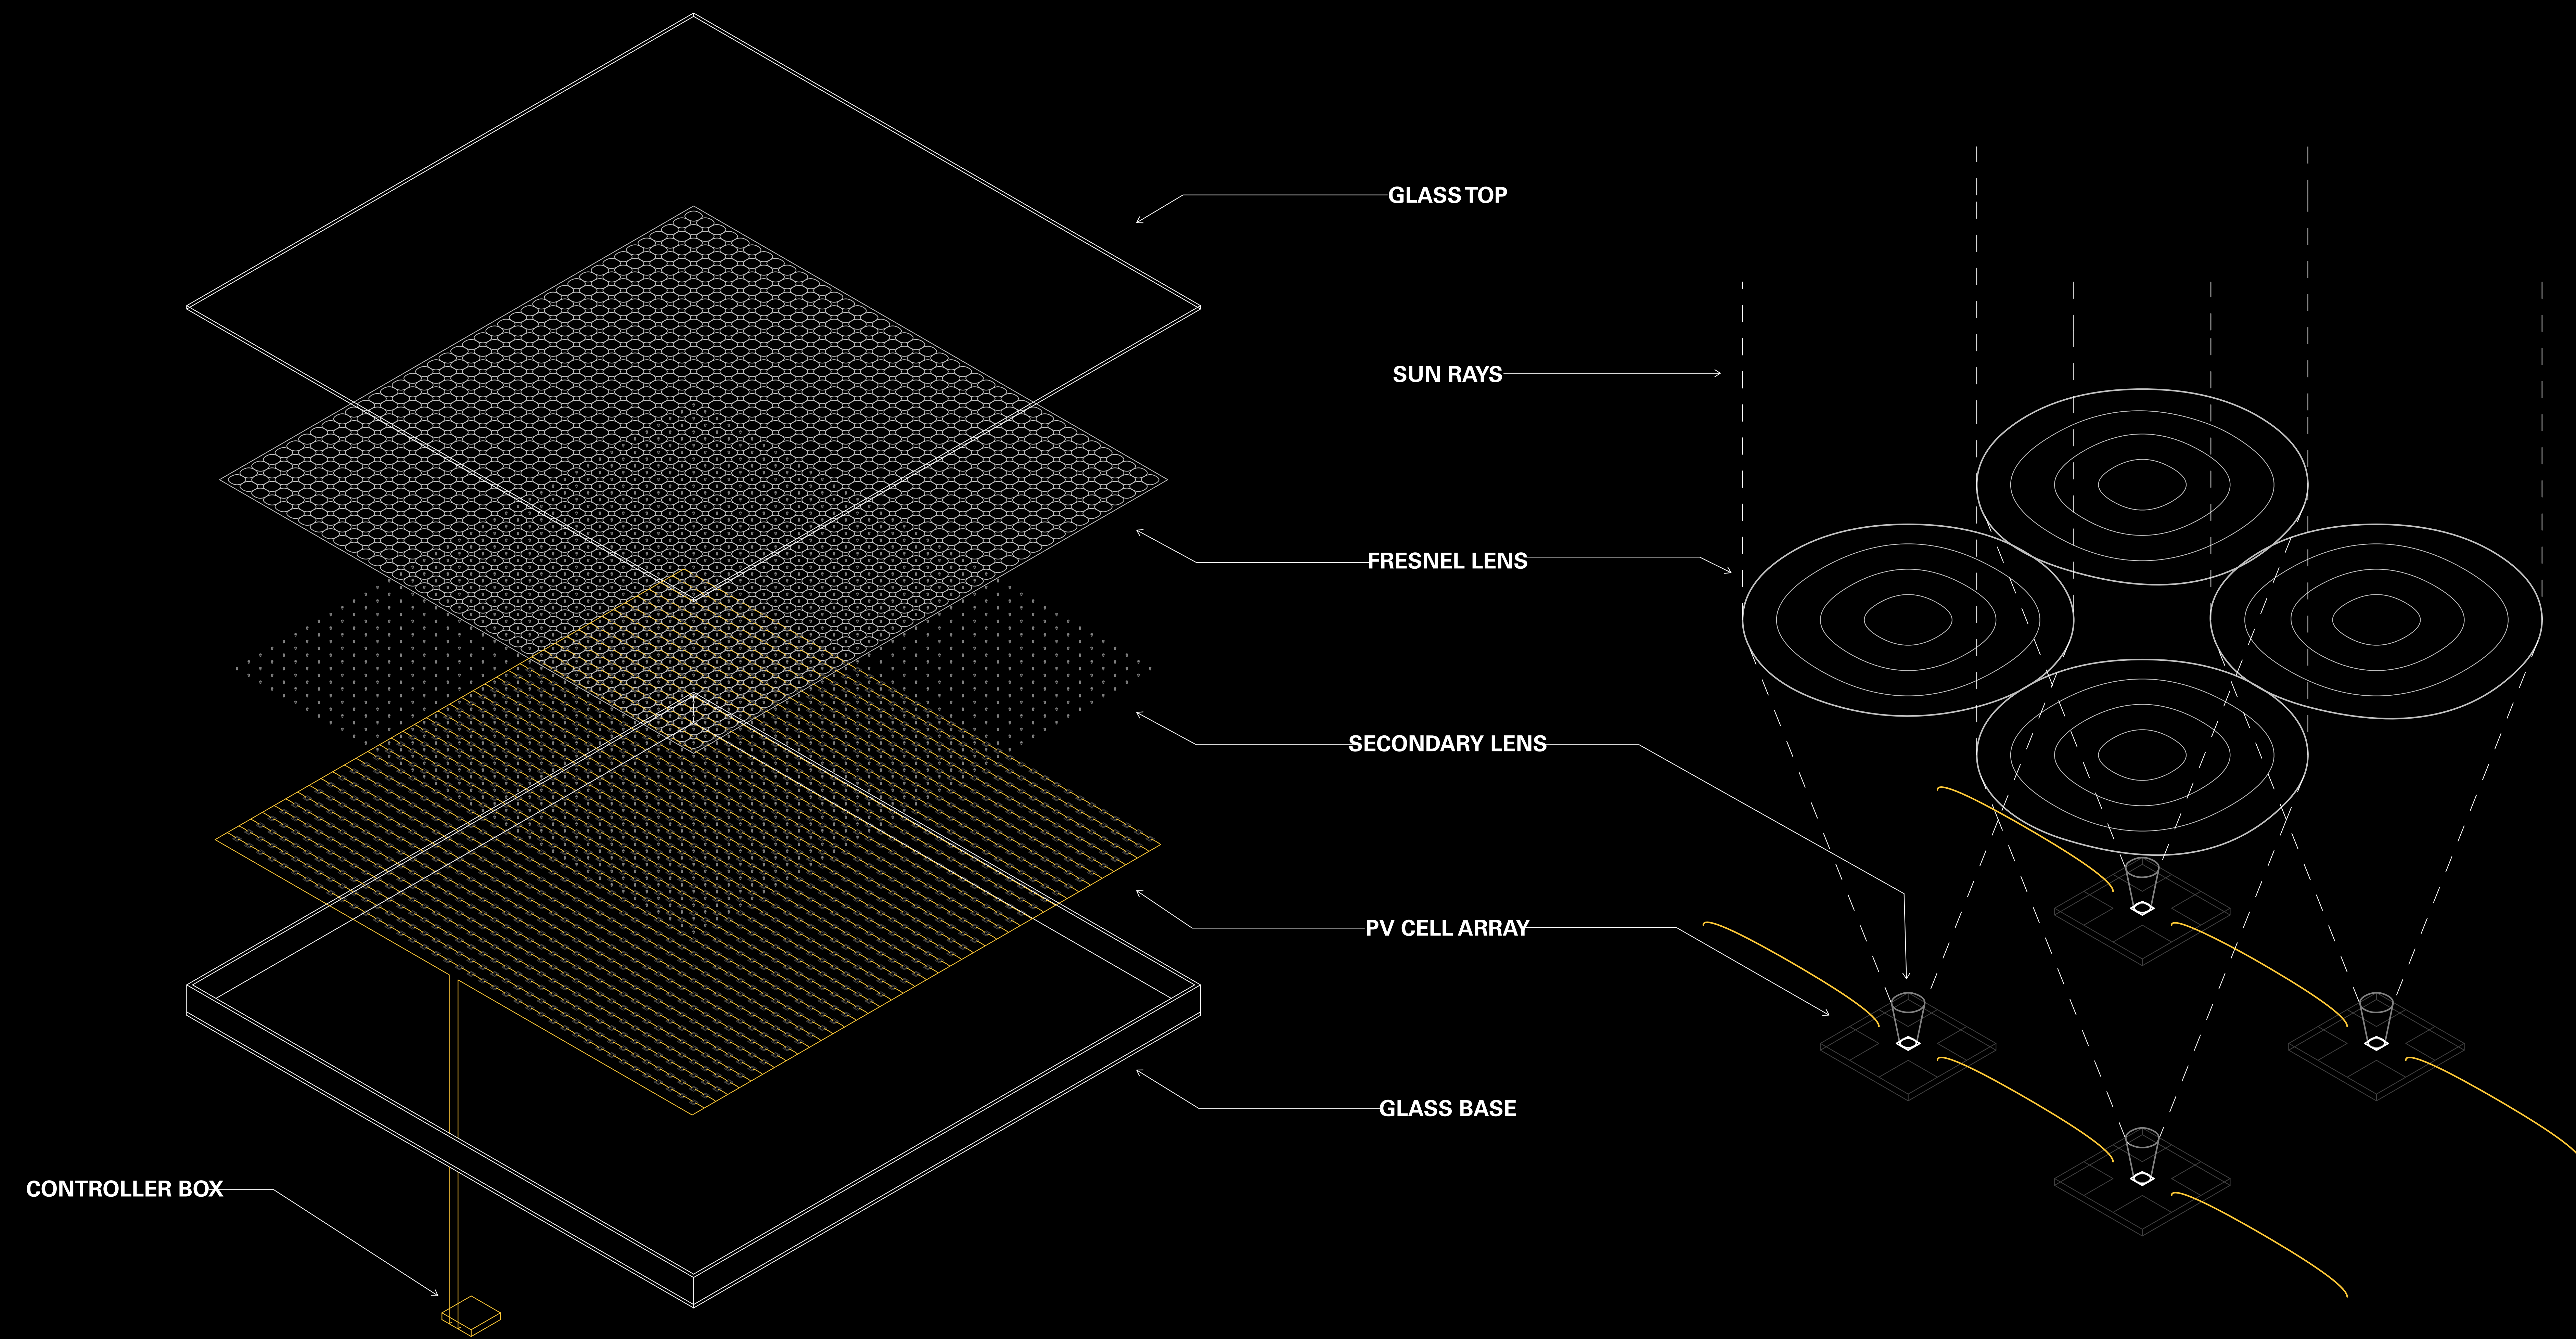 GLASS TOP
SUN RAYS
FRESNEL LENS
SECONDARY LENS
PV CELL ARRAY
GLASS BASE
CONTROLLER BOX